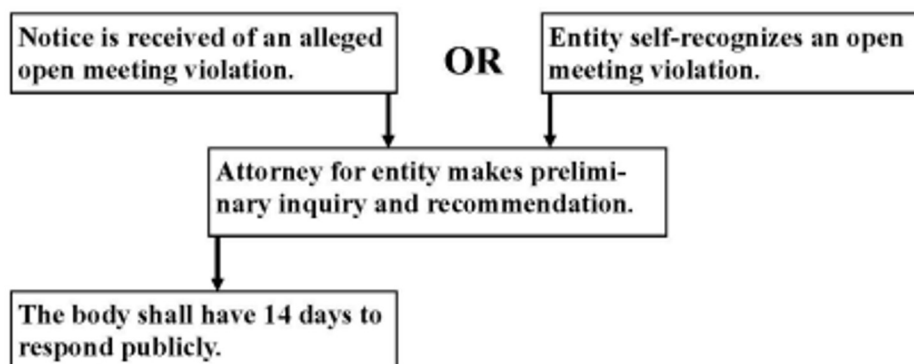 Notice is received of an alleged
open meeting violation.
OR
Entity self-recognizes an open
meeting violation.
Attorney for entity makes prelimi-
nary inquiry and recommendation.
The body shall have 14 days to
respond publicly.